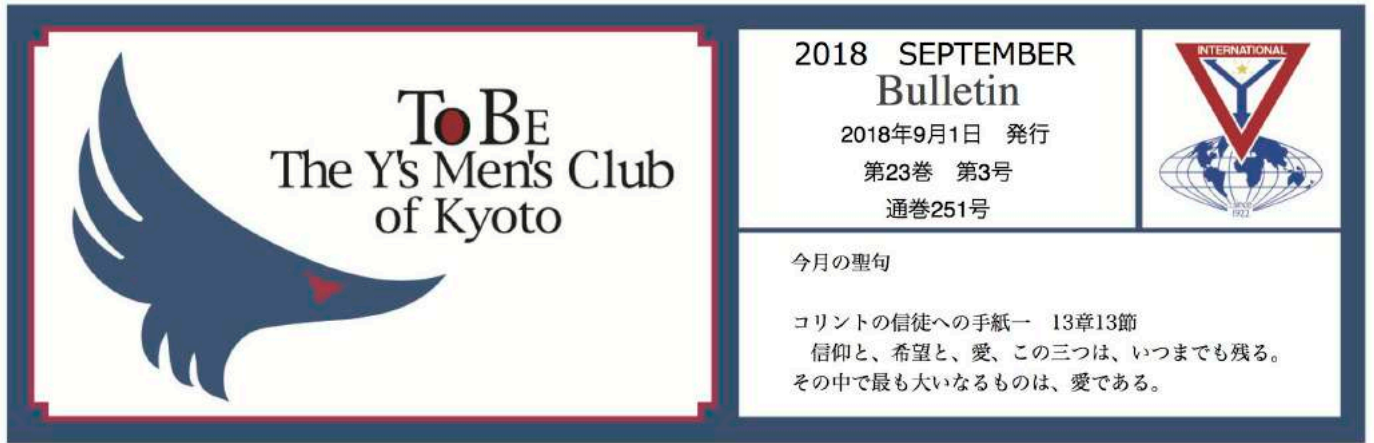 To BE
The Y's Men's Club
of Kyoto
2018 SEPTEMBER
Bulletin
2018年9月1日 発行
第23巻 第3号
通巻251号
INTERNATIONAL
Y
since
1922
今月の聖句
コリントの信徒への手紙一 13章13節
信仰と、希望と、愛、この三つは、いつまでも残る。
その中で最も大いなるものは、愛である。